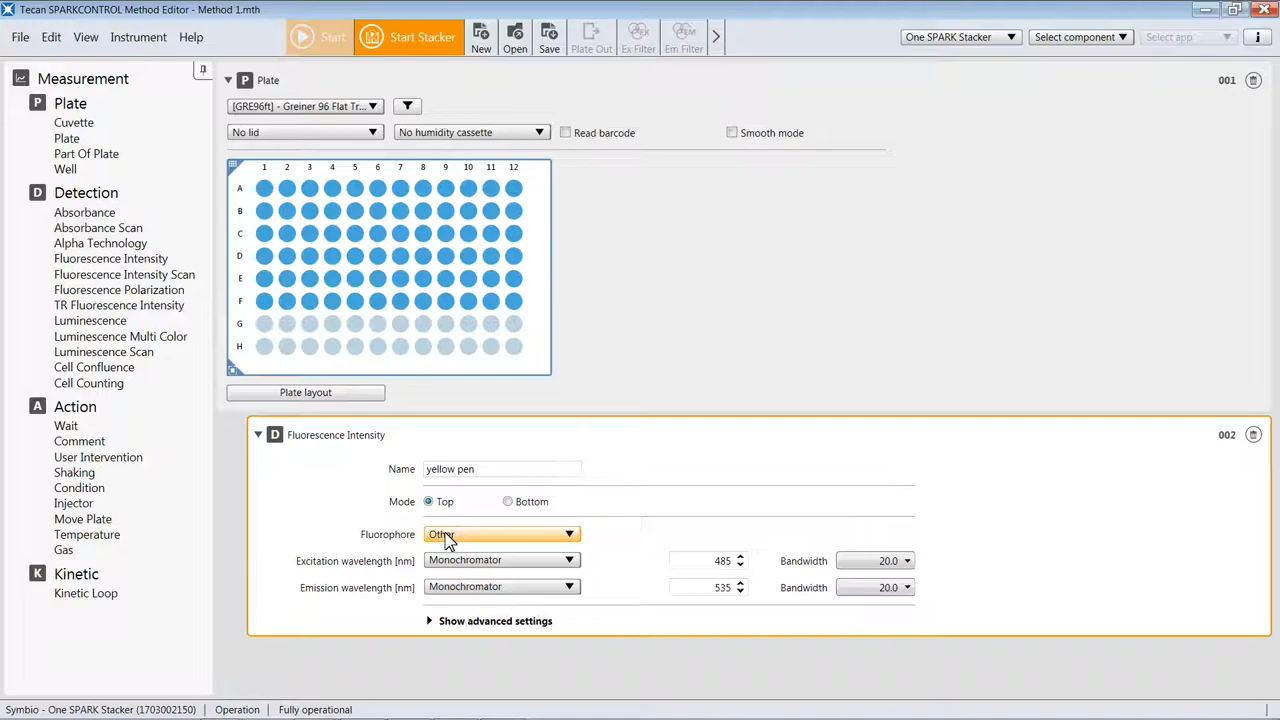 Tecan SPARKCONTROL Method Editor - Method 1.mth
File Edit View Instrument Help
Start
Start Stacker
New
Open
Save
Plate Out
Ex Filter
Em Filter
One SPARK Stacker
Select component
Select app
i
Measurement
P Plate
Cuvette
Plate
Part Of Plate
Well
D Detection
Absorbance
Absorbance Scan
Alpha Technology
Fluorescence Intensity
Fluorescence Intensity Scan
Fluorescence Polarization
TR Fluorescence Intensity
Luminescence
Luminescence Multi Color
Luminescence Scan
Cell Confluence
Cell Counting
A Action
Wait
Comment
User Intervention
Shaking
Condition
Injector
Move Plate
Temperature
Gas
K Kinetic
Kinetic Loop
P Plate 001
[GRE96ft] - Greiner 96 Flat Tr...
No lid No humidity cassette Read barcode Smooth mode
1 2 3 4 5 6 7 8 9 10 11 12
A
B
C
D
E
F
G
H
Plate layout
D Fluorescence Intensity 002
Name yellow pen
Mode Top Bottom
Fluorophore Other
Excitation wavelength [nm] Monochromator 485 Bandwidth 20.0
Emission wavelength [nm] Monochromator 535 Bandwidth 20.0
Show advanced settings
Symbio - One SPARK Stacker (1703002150) Operation Fully operational